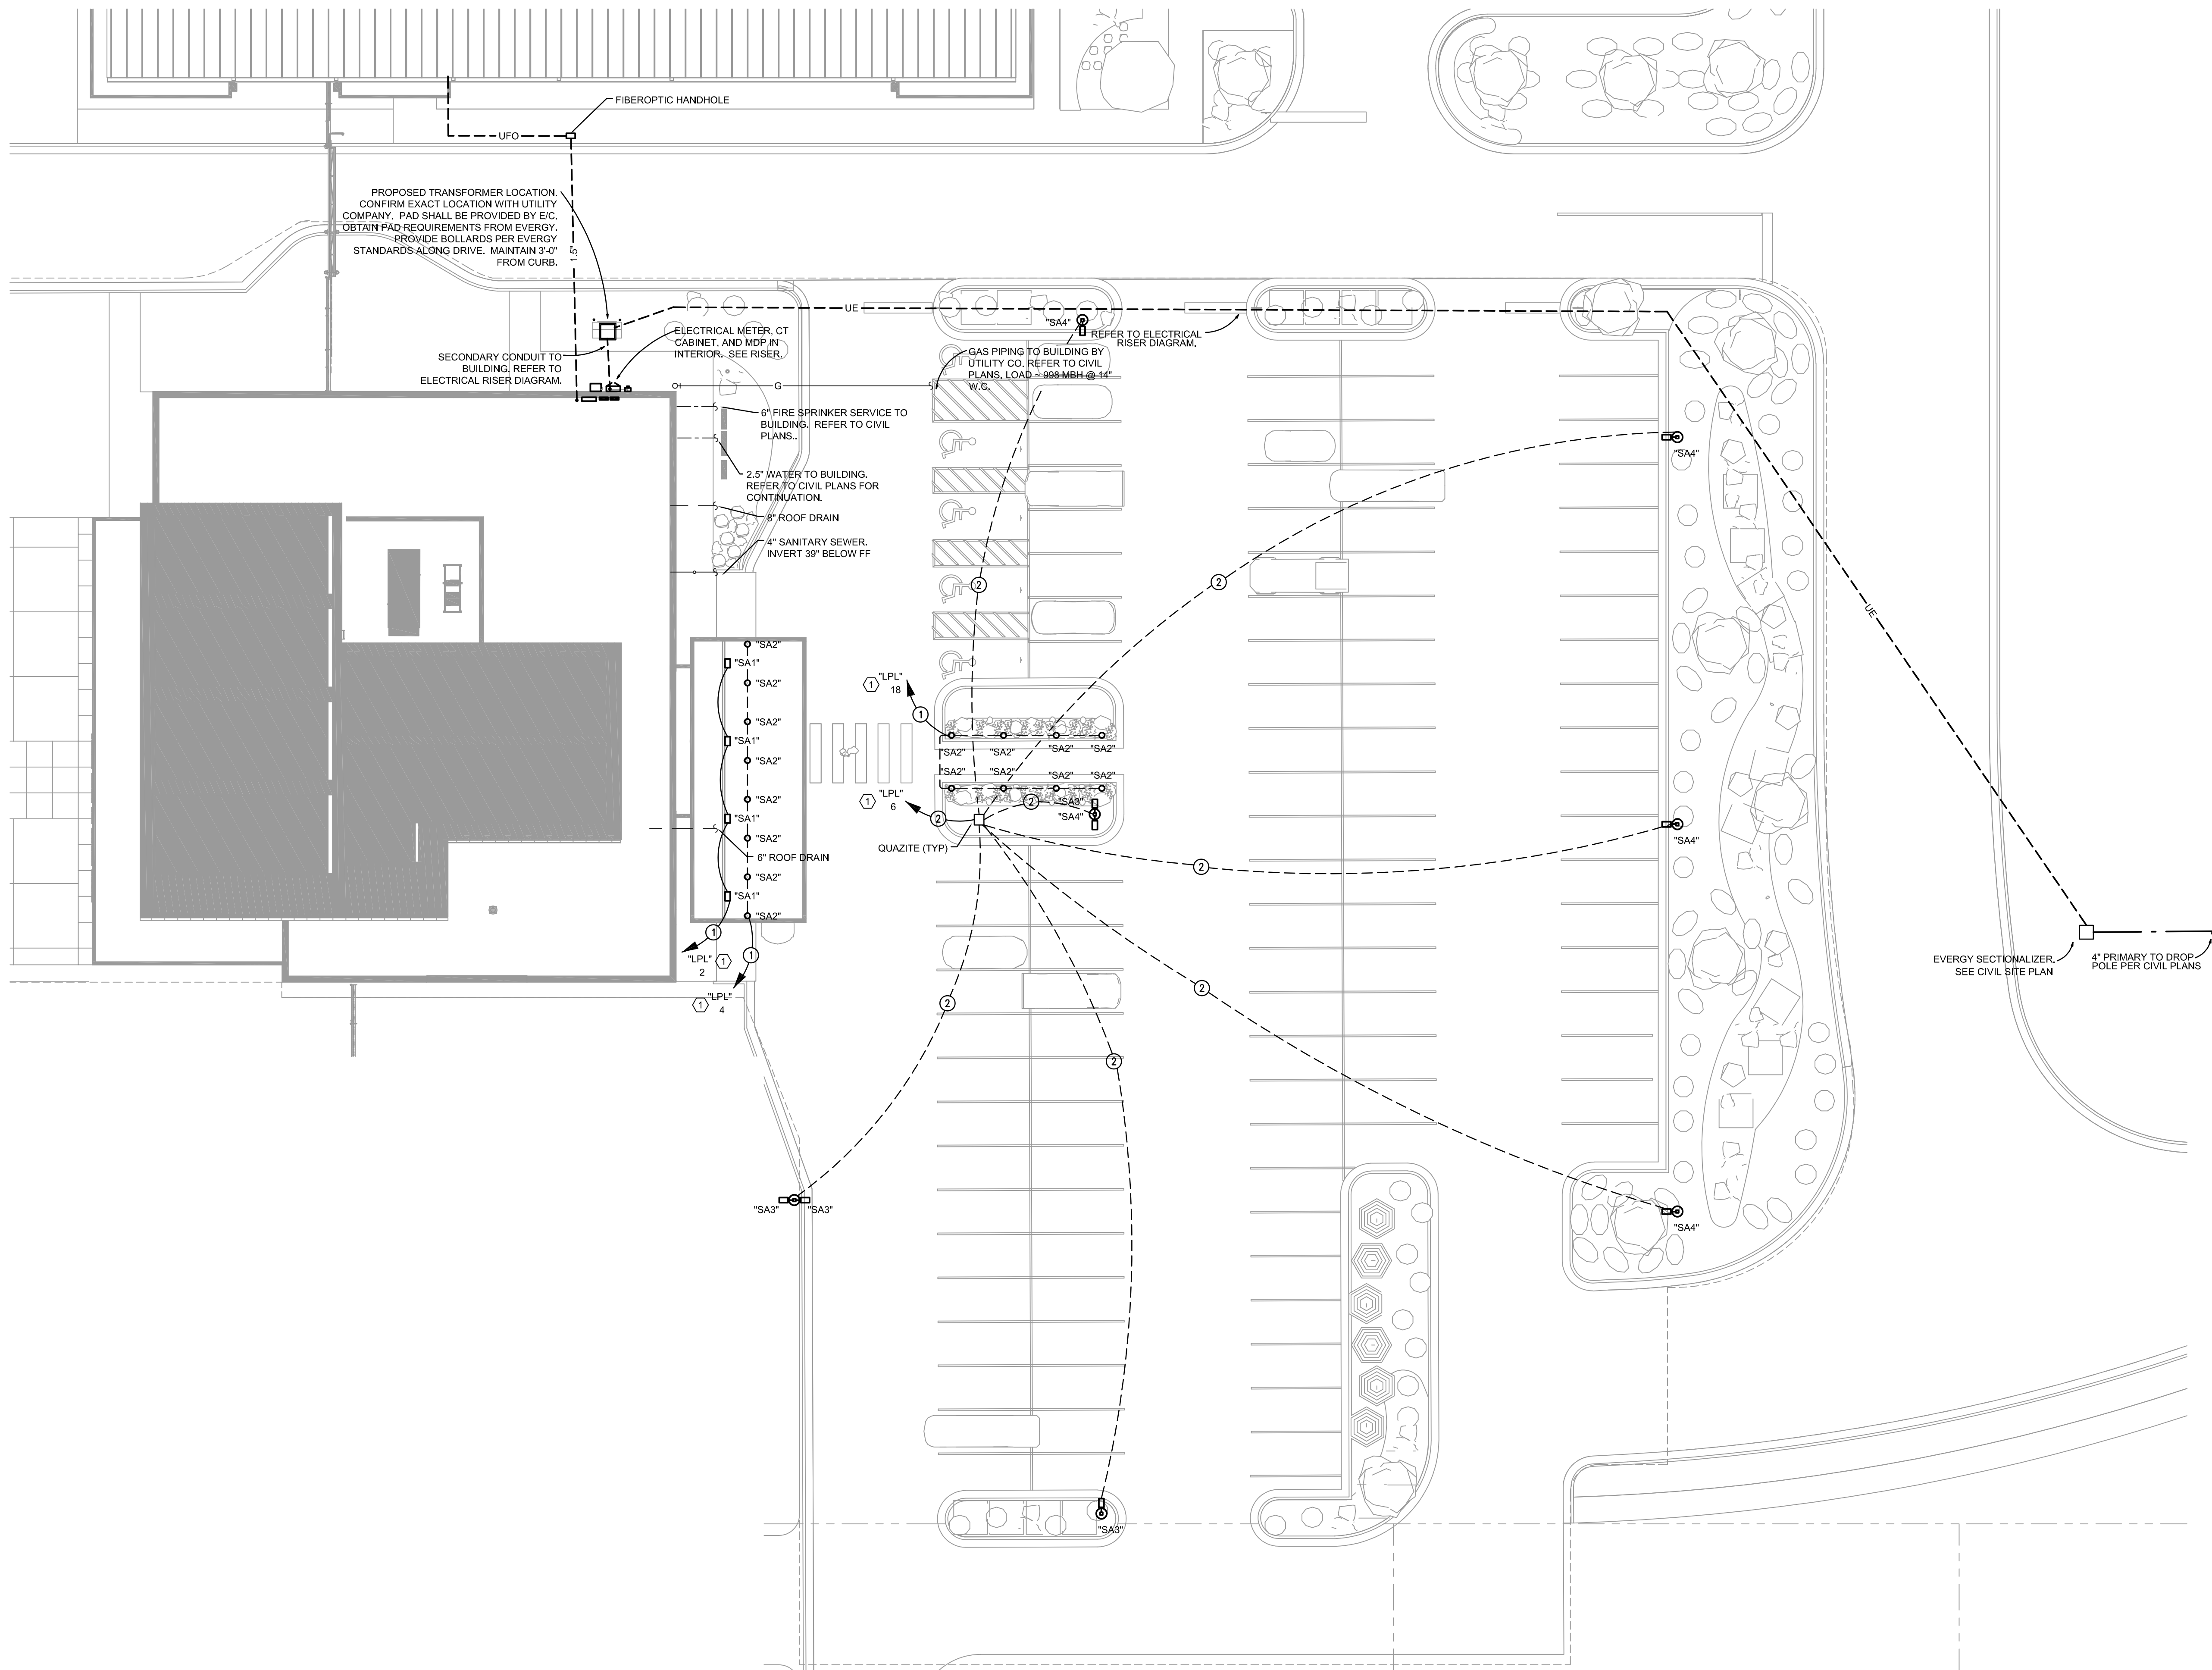 FIBEROPTIC HANDHOLE
UFO
PROPOSED TRANSFORMER LOCATION.
CONFIRM EXACT LOCATION WITH UTILITY
COMPANY. PAD SHALL BE PROVIDED BY E/C.
OBTAIN PAD REQUIREMENTS FROM EVERGY.
PROVIDE BOLLARDS PER EVERGY
STANDARDS ALONG DRIVE. MAINTAIN 3'-0"
FROM CURB.
1.5"
UE
"SA4"
REFER TO ELECTRICAL
RISER DIAGRAM.
ELECTRICAL METER, CT
CABINET, AND MDP IN
INTERIOR. SEE RISER.
SECONDARY CONDUIT TO
BUILDING. REFER TO
ELECTRICAL RISER DIAGRAM.
G
GAS PIPING TO BUILDING BY
UTILITY CO. REFER TO CIVIL
PLANS. LOAD ~ 998 MBH @ 14"
W.C.
6" FIRE SPRINKER SERVICE TO
BUILDING. REFER TO CIVIL
PLANS..
2.5" WATER TO BUILDING.
REFER TO CIVIL PLANS FOR
CONTINUATION.
8" ROOF DRAIN
4" SANITARY SEWER.
INVERT 39" BELOW FF
"SA4"
2
2
UE
"SA2"
"SA1"
"SA2"
"SA2"
"SA1"
"SA2"
"SA2"
"SA1"
"SA2"
6" ROOF DRAIN
"SA2"
"SA1"
"SA2"
1
1
"LPL"
2
1
1
"LPL"
4
1
"LPL"
18
1
"SA2"
"SA2"
"SA2"
"SA2"
"SA2"
"SA2"
"SA2"
"SA2"
1
"LPL"
6
2
2
"SA3"
"SA4"
QUAZITE (TYP)
2
"SA4"
2
2
2
EVERGY SECTIONALIZER.
SEE CIVIL SITE PLAN
4" PRIMARY TO DROP
POLE PER CIVIL PLANS
"SA3"
"SA3"
"SA4"
"SA3"